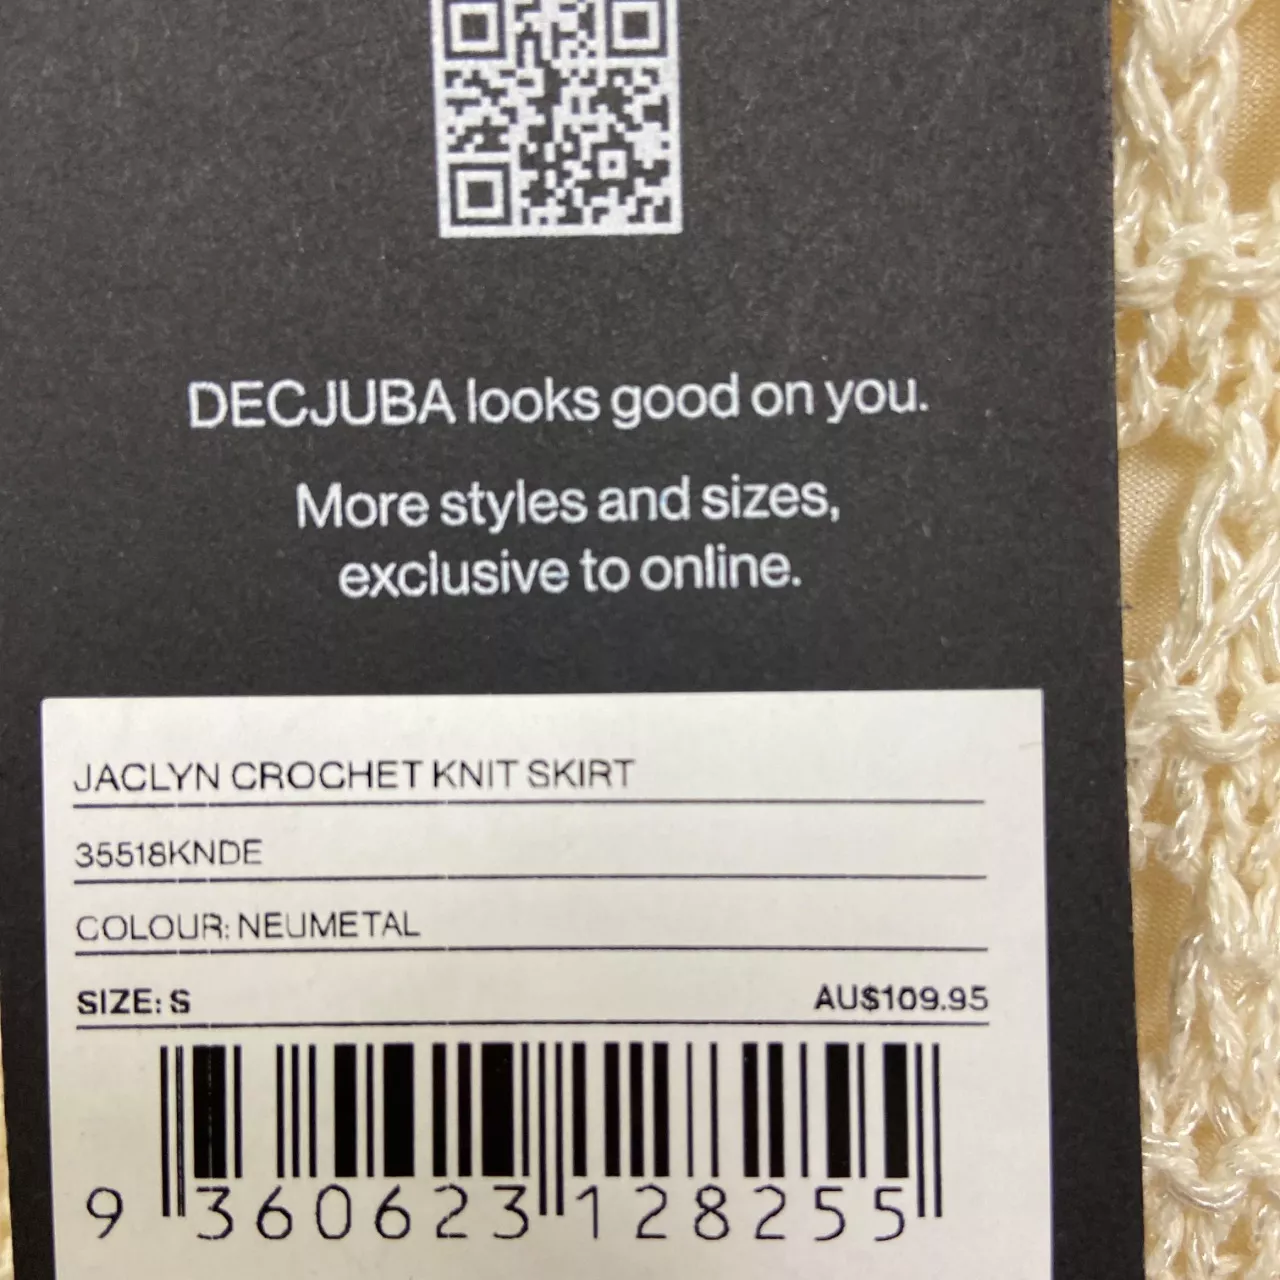 DECJUBA looks good on you.
More styles and sizes,
exclusive to online.
JACLYN CROCHET KNIT SKIRT
35518KNDE
COLOUR: NEUMETAL
SIZE: S AU$109.95
9 360623 128255